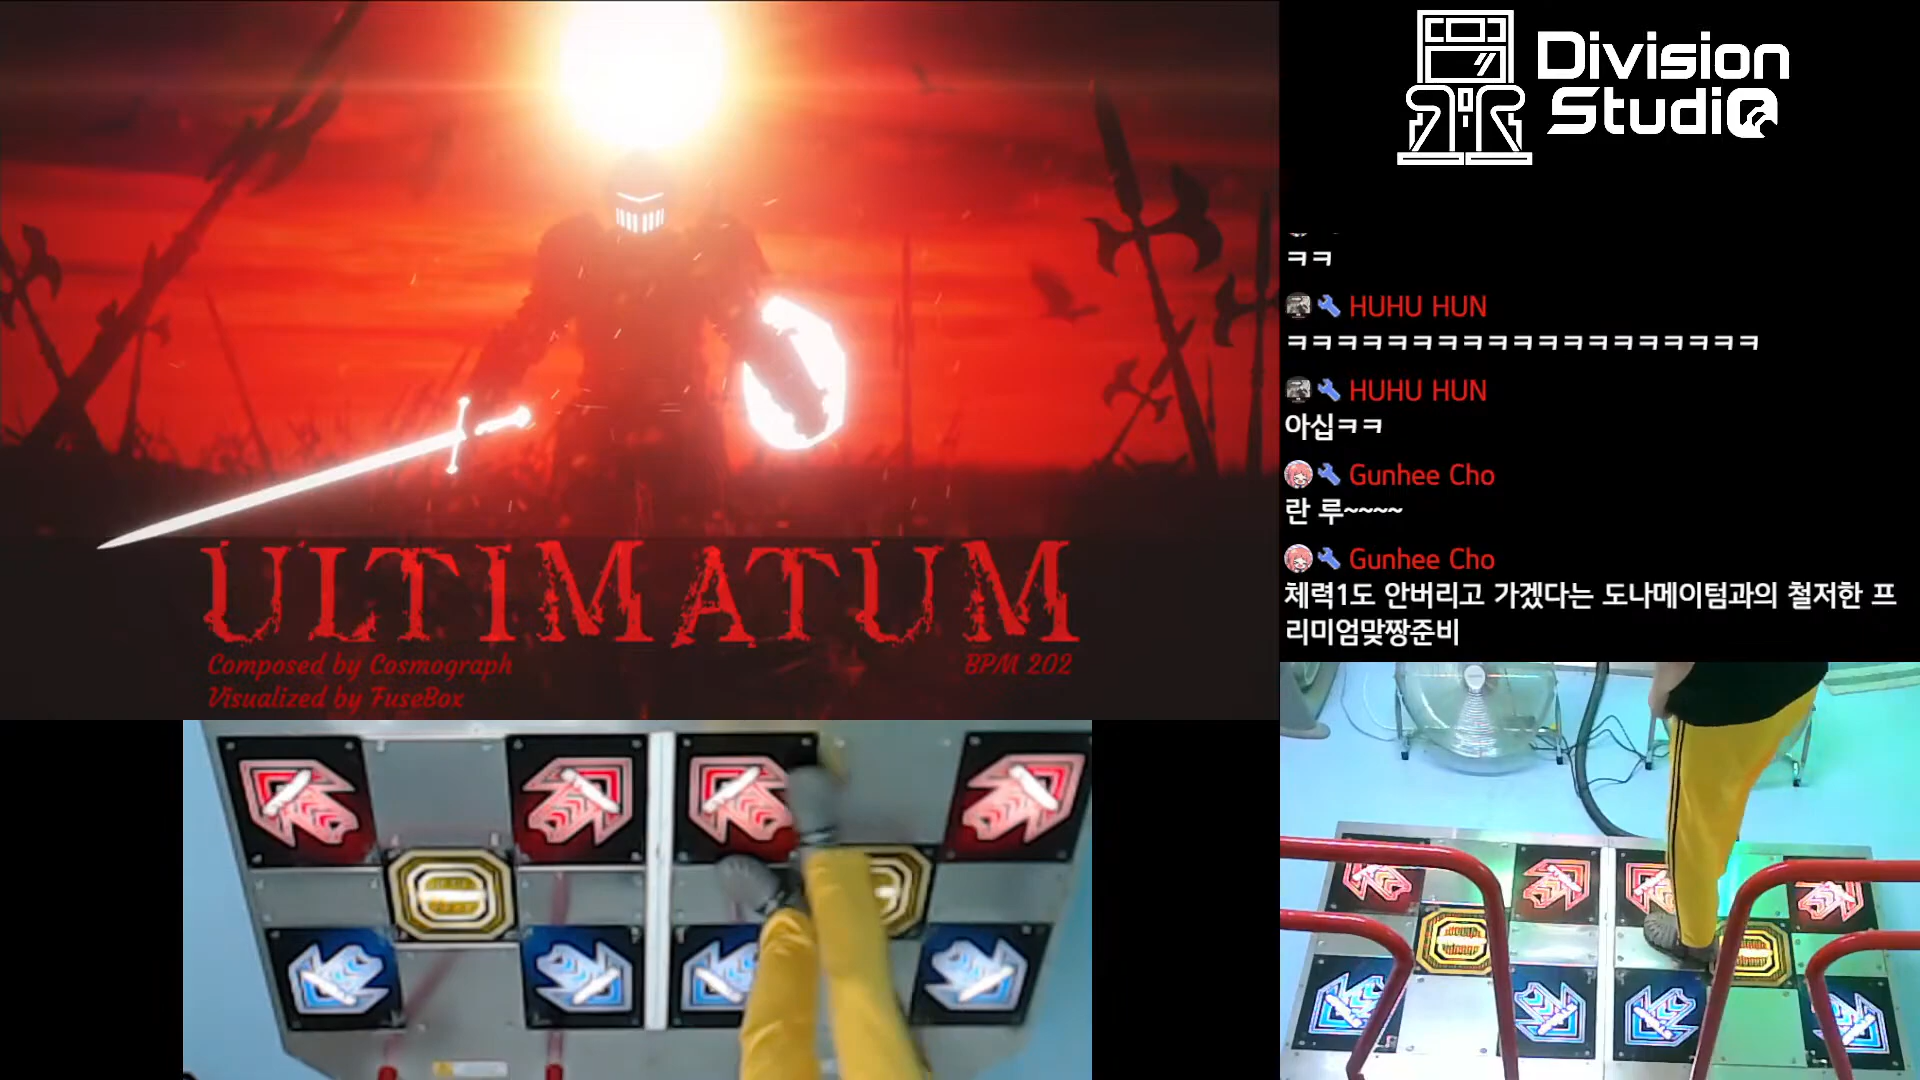 Division
StudiO
ㅋㅋ
HUHU HUN
ㅋㅋㅋㅋㅋㅋㅋㅋㅋㅋㅋㅋㅋㅋㅋㅋㅋㅋㅋ
HUHU HUN
아십ㅋㅋ
Gunhee Cho
란 루~~~~
Gunhee Cho
체력1도 안버리고 가겠다는 도나메이텀과의 철저한 프
리미엄맞짱준비
ULTIMATUM
Composed by Cosmograph
BPM 202
Visualized by FuseBox